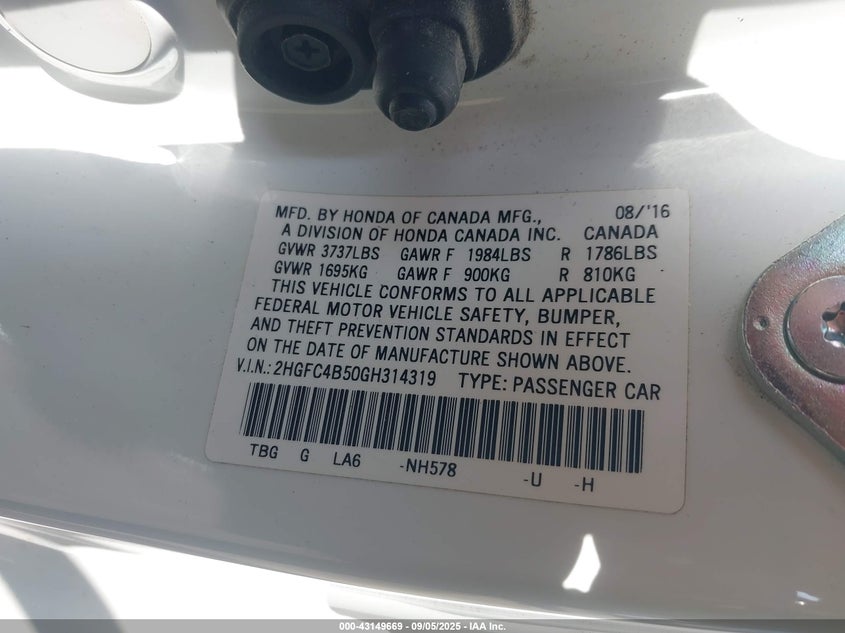 MFD. BY HONDA OF CANADA MFG., 08/'16
A DIVISION OF HONDA CANADA INC. CANADA
GVWR 3737LBS GAWR F 1984LBS R 1786LBS
GVWR 1695KG GAWR F 900KG R 810KG
THIS VEHICLE CONFORMS TO ALL APPLICABLE
FEDERAL MOTOR VEHICLE SAFETY, BUMPER,
AND THEFT PREVENTION STANDARDS IN EFFECT
ON THE DATE OF MANUFACTURE SHOWN ABOVE.
V.I.N.: 2HGFC4B50GH314319 TYPE: PASSENGER CAR
TBG G LA6 -NH578 -U -H
000-43149669 - 09/05/2025 - IAA Inc.